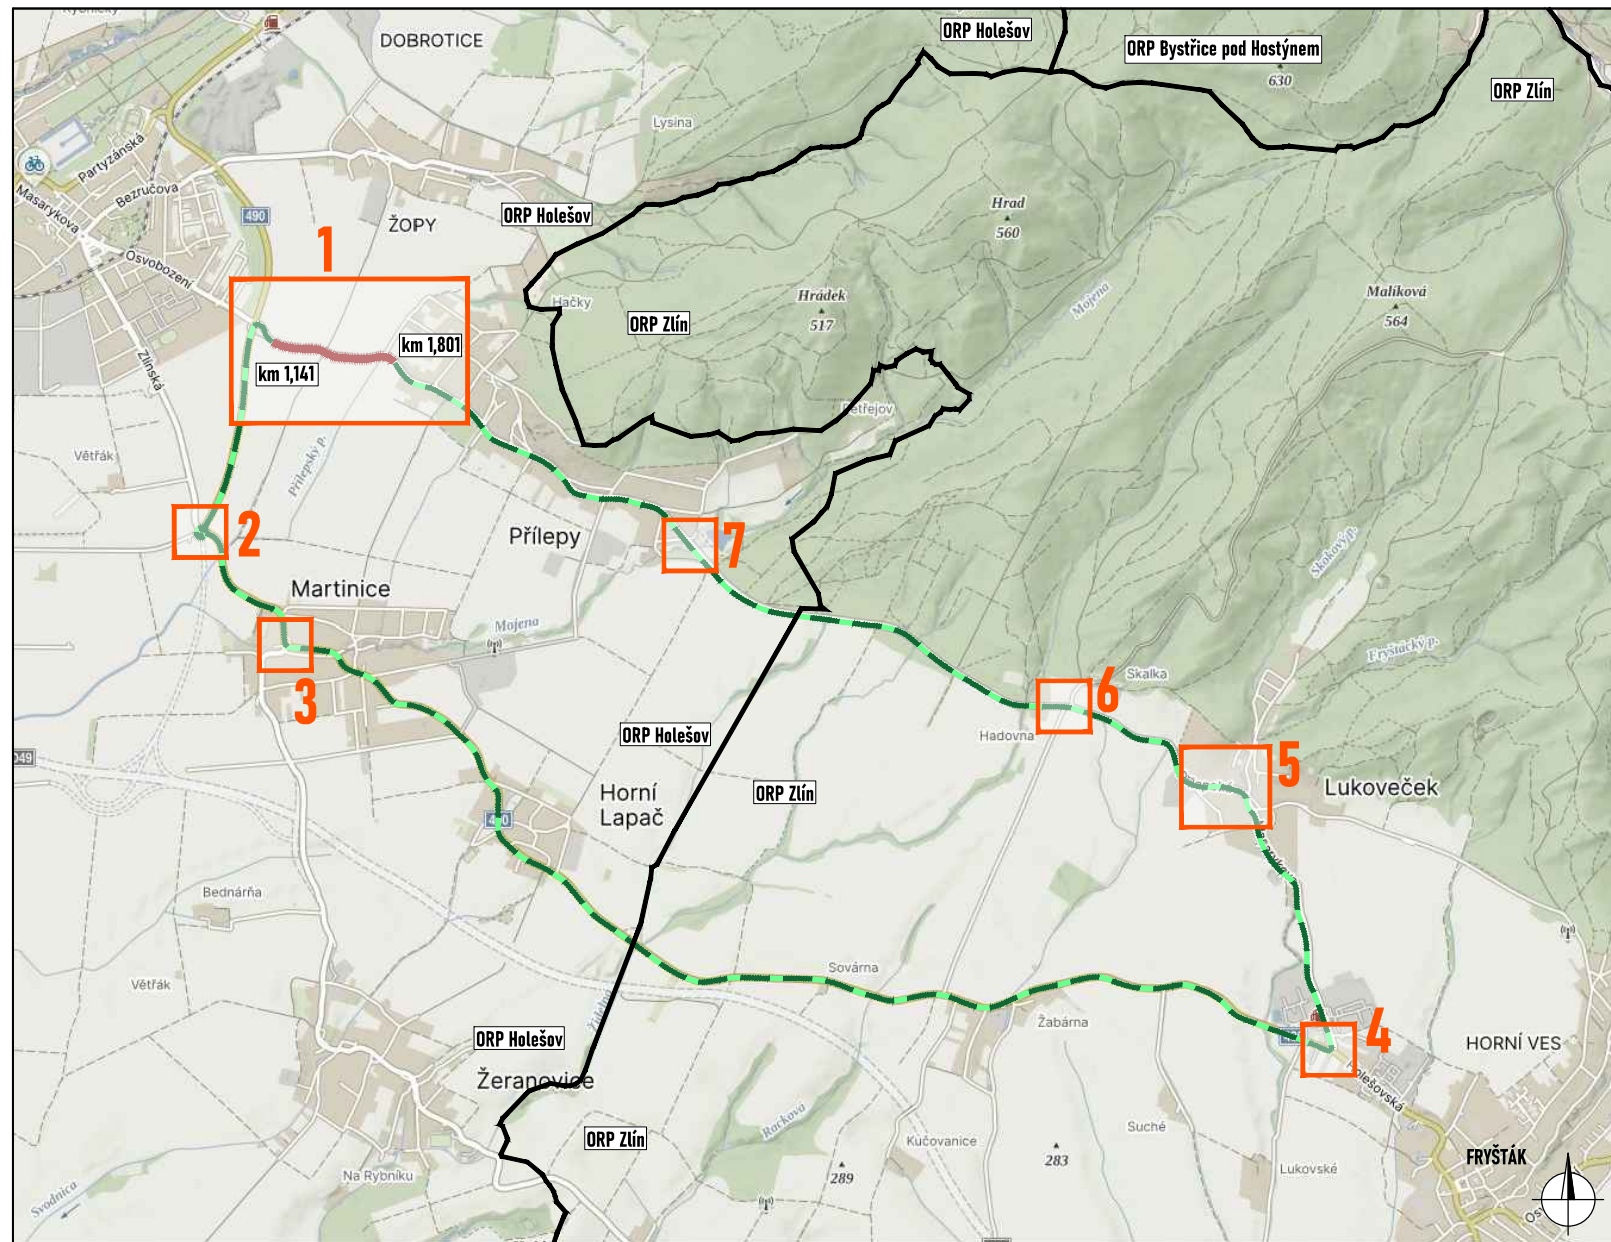 DOBROTICE
ORP Holešov
ORP Bystřice pod Hostýnem
630
ORP Zlín
Lysina
Partyzánská
Bezručova
Masarykova
490
ŽOPY
ORP Holešov
Hrad
560
Osvobození
1
Hačky
Hrádek
517
ORP Zlín
Mojena
Malíková
564
Zlínská
km 1,801
km 1,141
Větřák
Přílepský p.
2
Přílepy
7
Skokový p.
Martinice
Mojena
Fryštácký p.
3
Skalka
6
Hadovna
ORP Holešov
5
Horní
Lapač
ORP Zlín
Lukoveček
Bednárňa
Sovárna
Větřák
Žabárna
ORP Holešov
4
HORNÍ VES
Žeranovice
Holešovská
Racková
Suché
ORP Zlín
Kučovanice
283
Lukovské
FRYŠTÁK
289
Na Rybníku
Svodnica